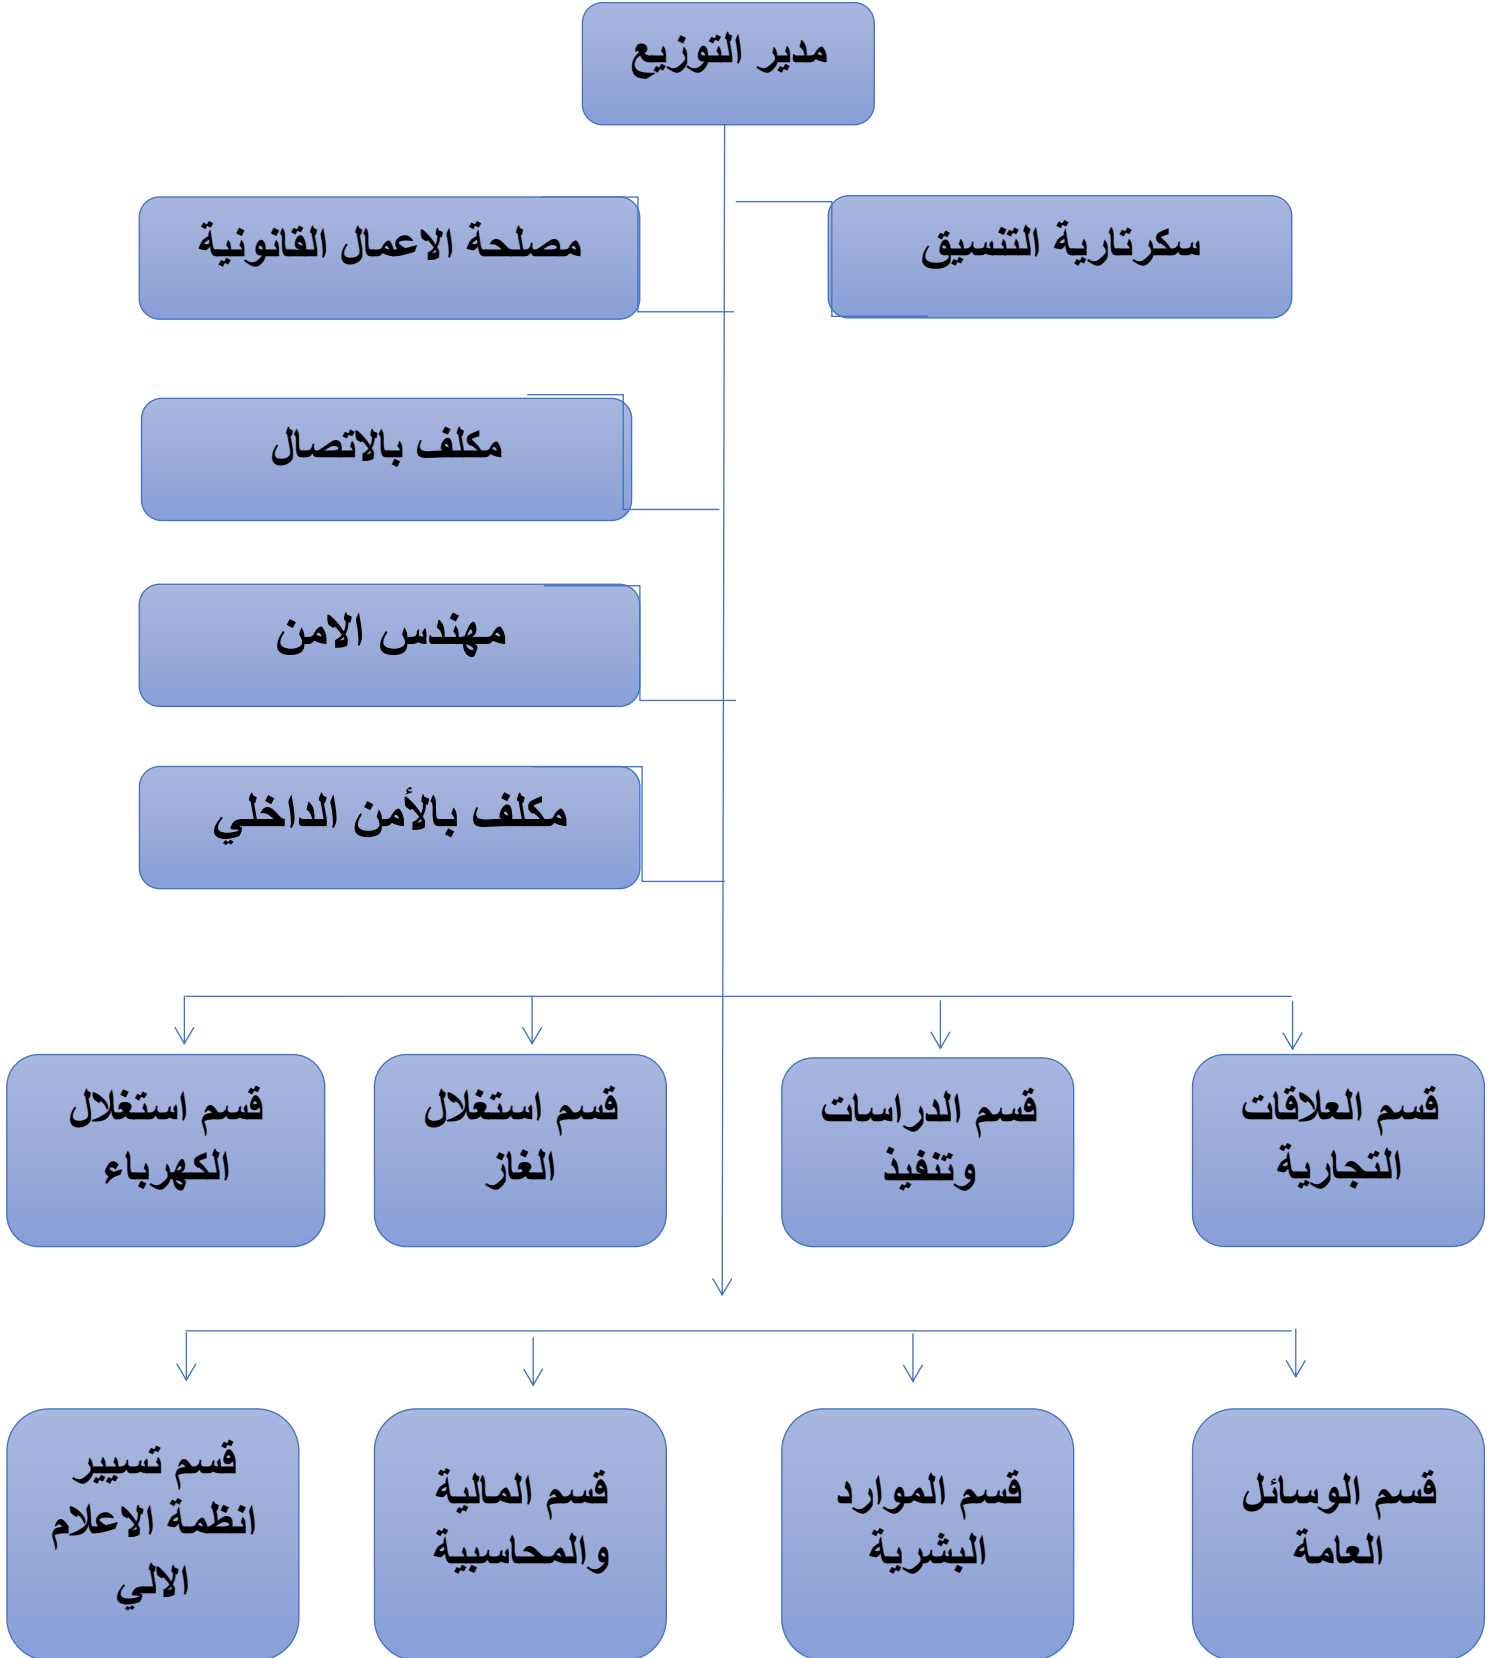 مدير التوزيع
سكرتارية التنسيق
مصلحة الاعمال القانونية
مكلف بالاتصال
مهندس الامن
مكلف بالأمن الداخلي
قسم العلاقات
التجارية
قسم الدراسات
وتنفيذ
قسم استغلال
الغاز
قسم استغلال
الكهرباء
قسم الوسائل
العامة
قسم الموارد
البشرية
قسم المالية
والمحاسبية
قسم تسيير
انظمة الاعلام
الالي